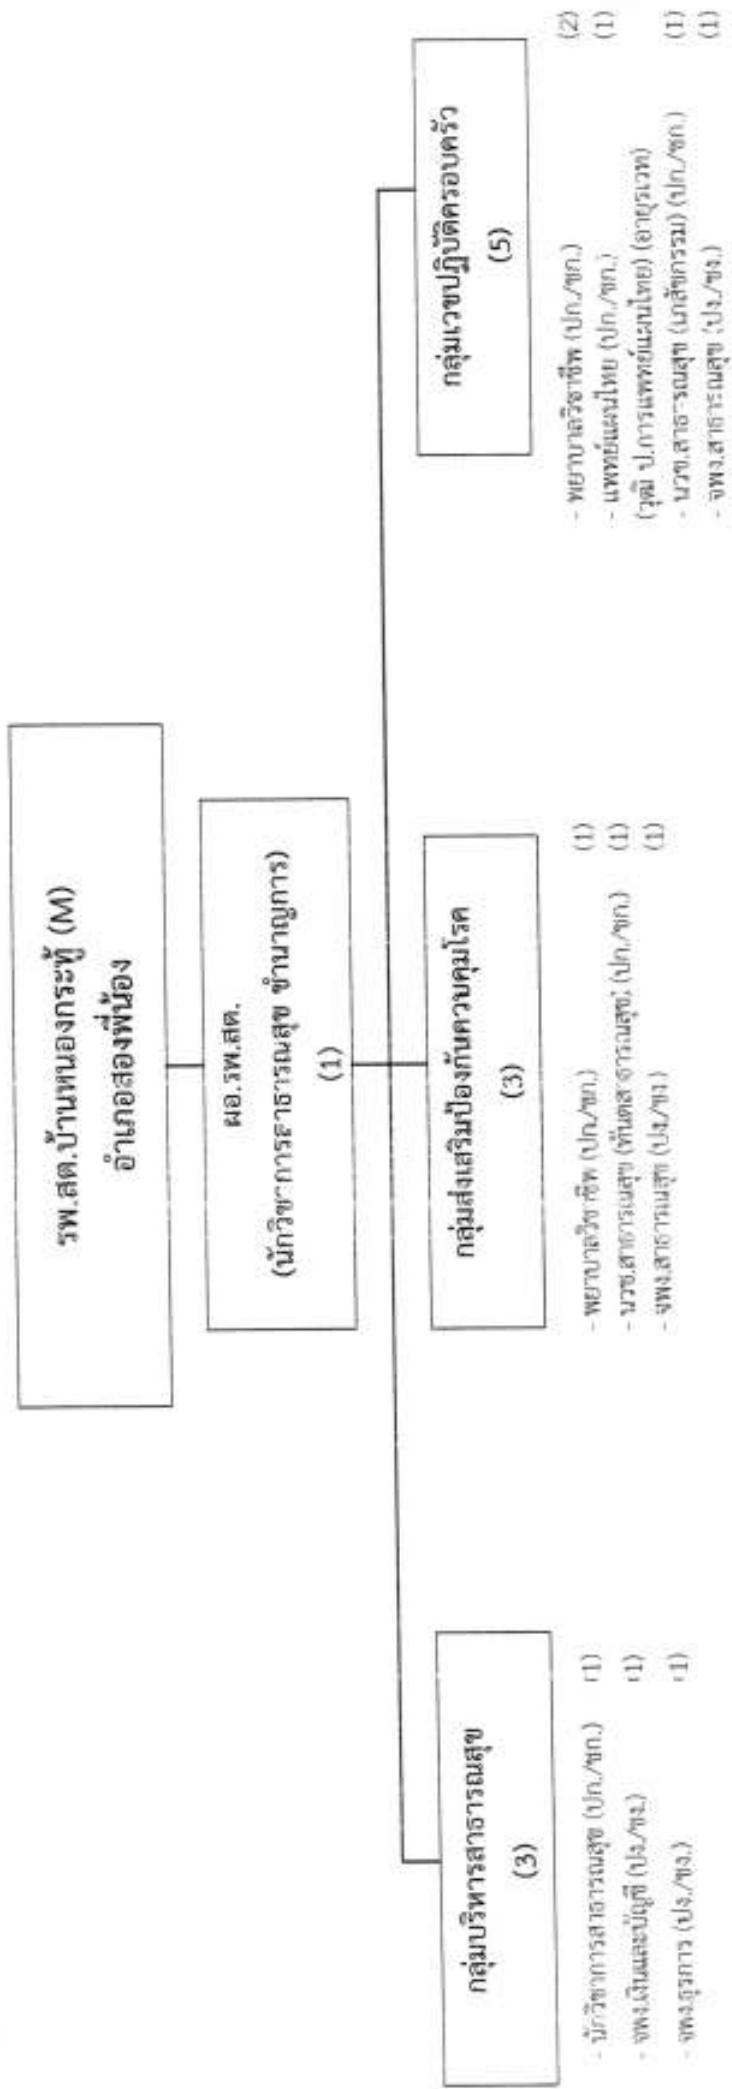 รพ.สต.บ้านหนองกระทู้ (M)
อำเภอสองพี่น้อง
ผอ.รพ.สต.
(นักวิชาการสาธารณสุข ชำนาญการ)
(1)
กลุ่มบริหารสาธารณสุข
(3)
- นักวิชาการสาธารณสุข (ปก./ชก.) (1)
- จพง.เงินและบัญชี (ปง./ชง.) (1)
- จพง.ธุรการ (ปง./ชง.) (1)
กลุ่มส่งเสริมป้องกันควบคุมโรค
(3)
- พยาบาลวิชาชีพ (ปก./ชก.) (1)
- นวช.สาธารณสุข (ทันตสาธารณสุข) (ปก./ชก.) (1)
- จพง.สาธารณสุข (ปง./ชง) (1)
กลุ่มเวชปฏิบัติครอบครัว
(5)
- พยาบาลวิชาชีพ (ปก./ชก.) (2)
- แพทย์แผนไทย (ปก./ชก.) (1)
(วุฒิ ป.การแพทย์แผนไทย) (อายุรเวท)
- นวช.สาธารณสุข (เภสัชกรรม) (ปก./ชก.) (1)
- จพง.สาธารณสุข (ปง./ชง.) (1)